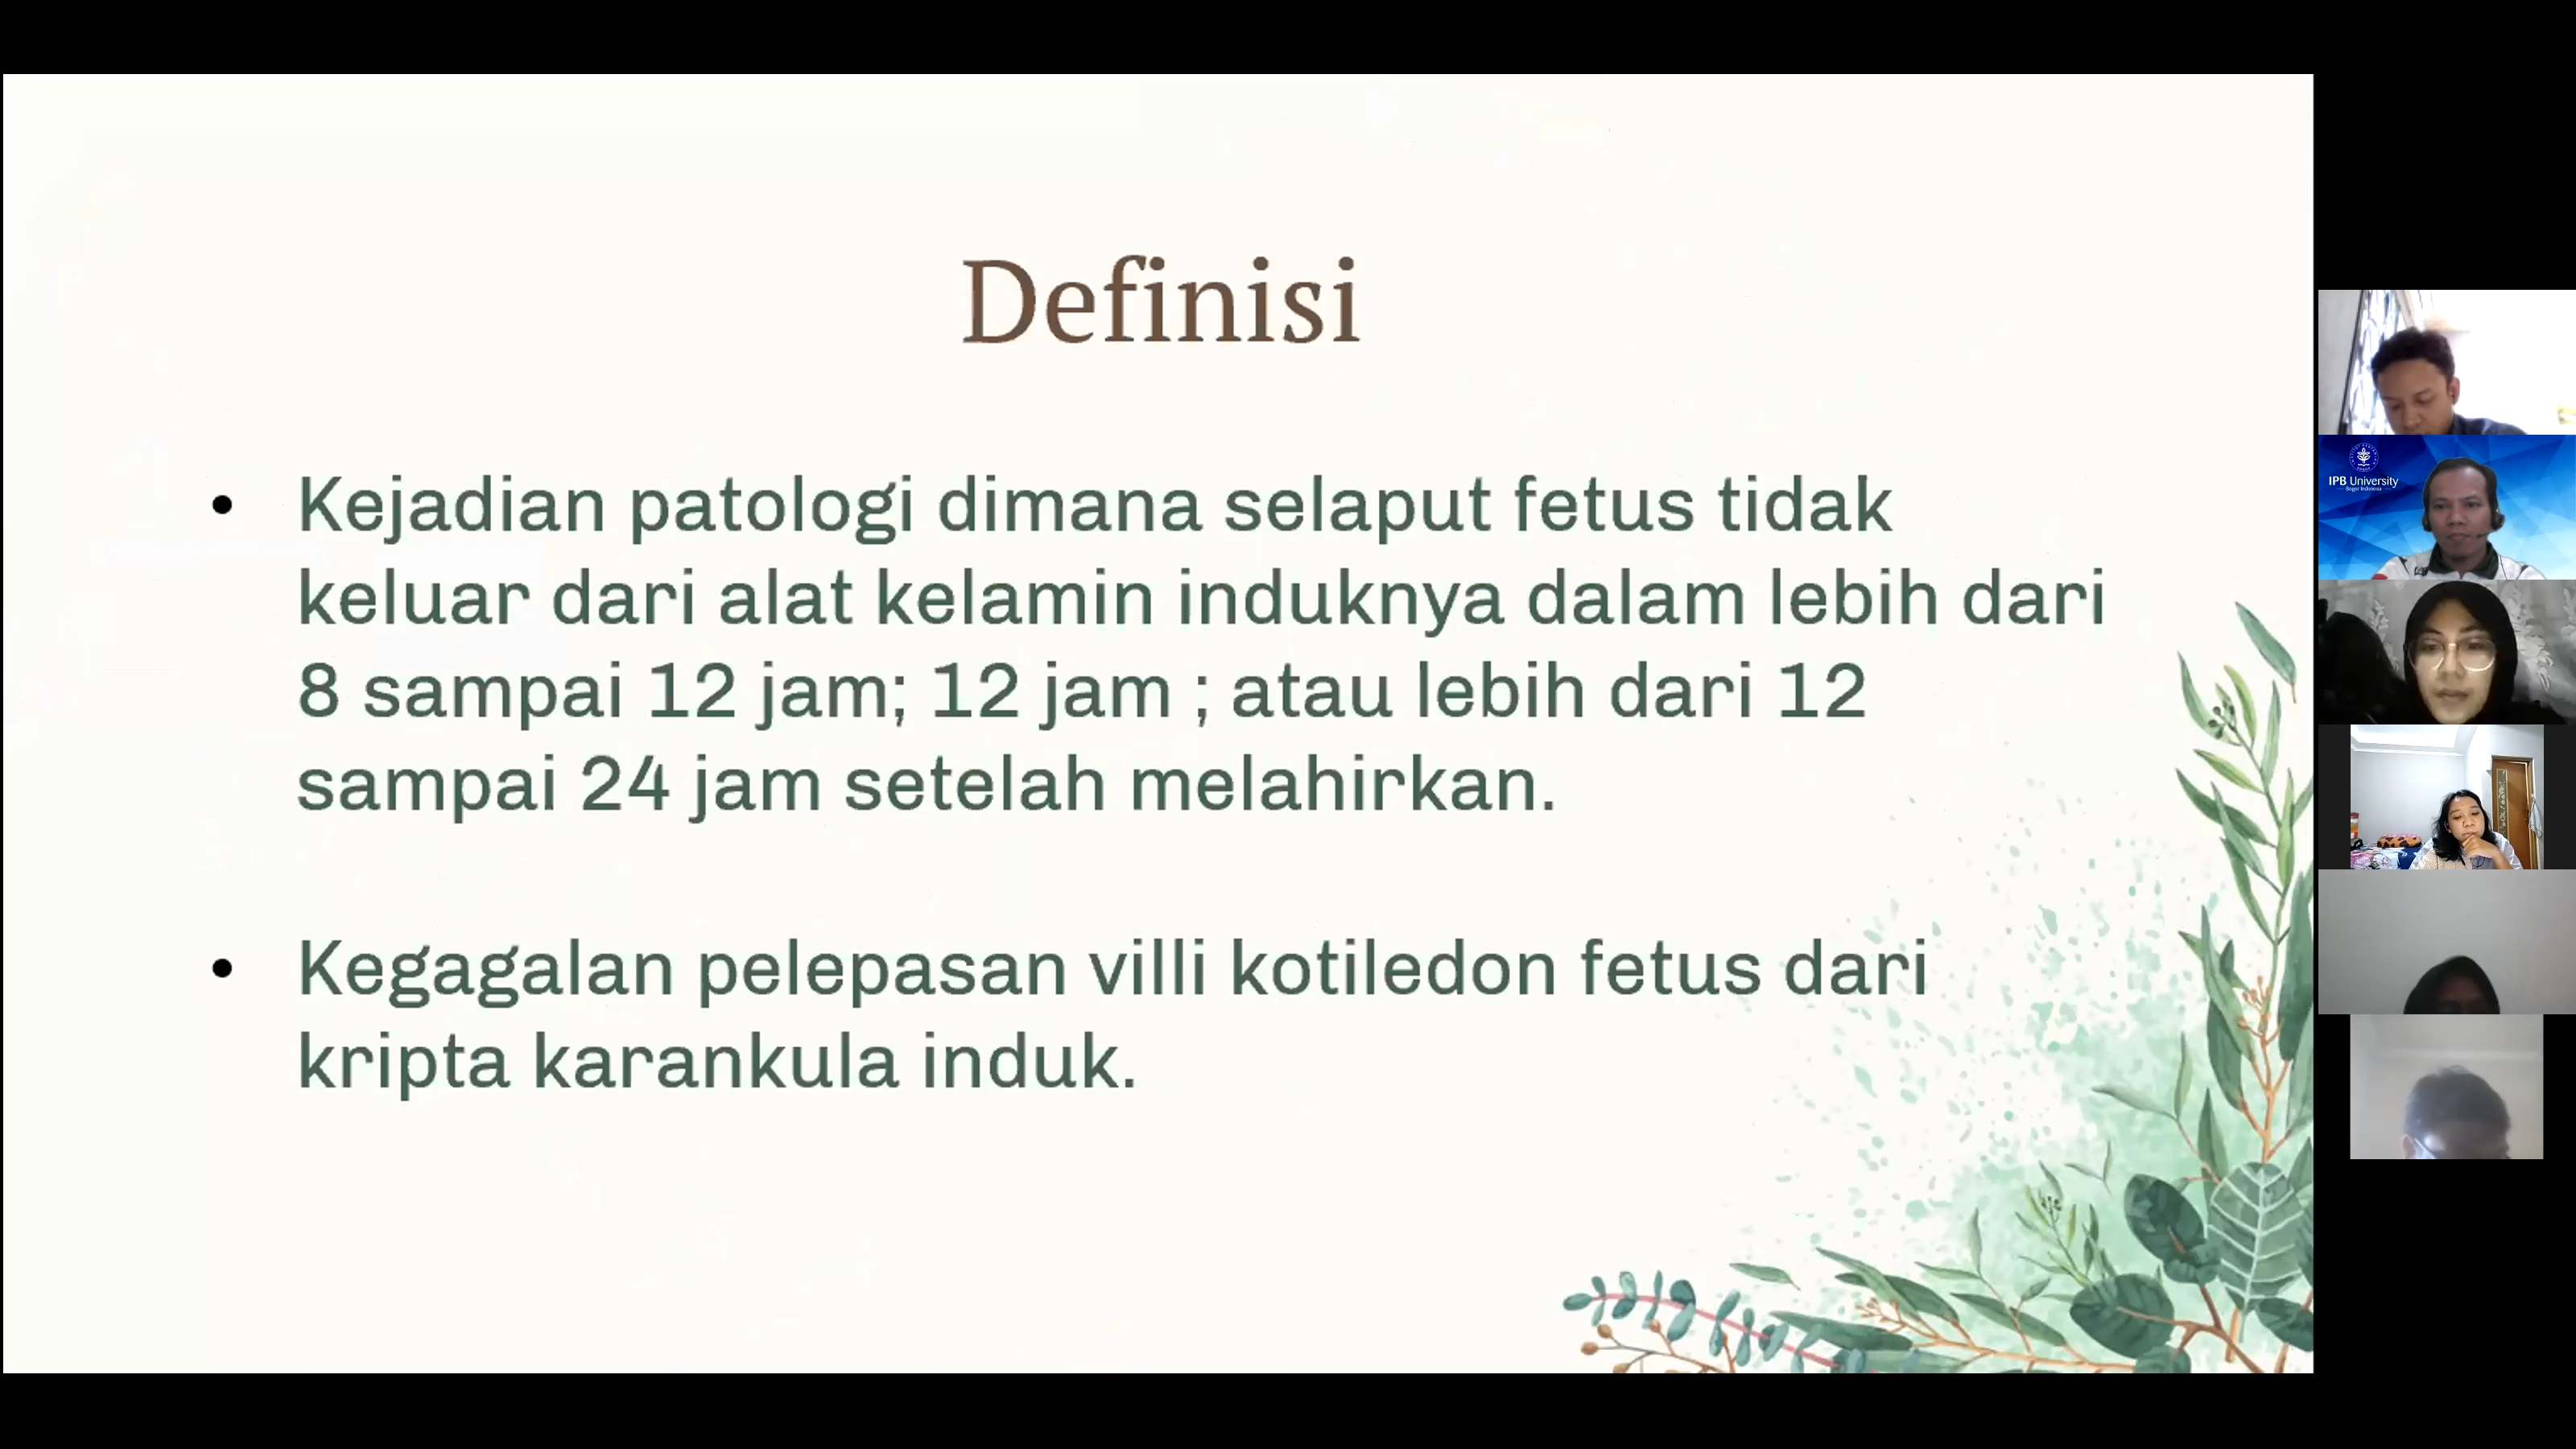 Definisi
• Kejadian patologi dimana selaput fetus tidak
keluar dari alat kelamin induknya dalam lebih dari
8 sampai 12 jam; 12 jam ; atau lebih dari 12
sampai 24 jam setelah melahirkan.
• Kegagalan pelepasan villi kotiledon fetus dari
kripta karankula induk.
IPB University
Bogor Indonesia